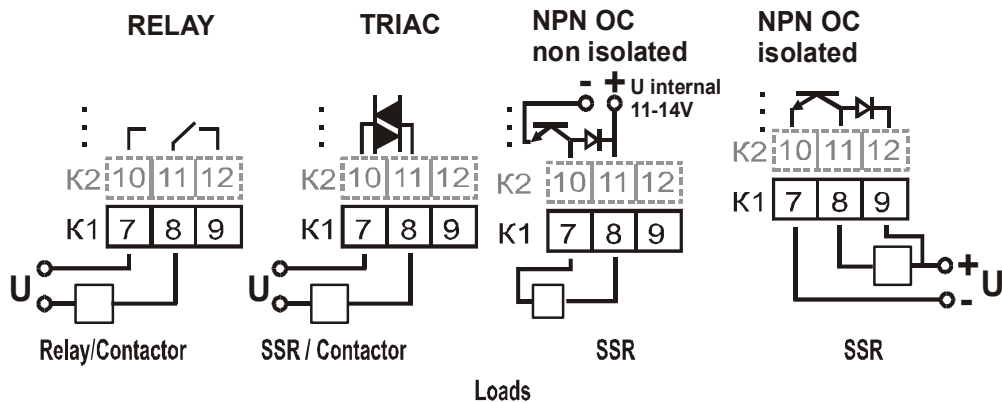 RELAY
TRIAC
NPN OC
non isolated
NPN OC
isolated
- + U internal
11-14V
K2 10 11 12
K1 7 8 9
U
Relay/Contactor
K2 10 11 12
K1 7 8 9
U
SSR / Contactor
K2 10 11 12
K1 7 8 9
SSR
K2 10 11 12
K1 7 8 9
+
U
-
SSR
Loads